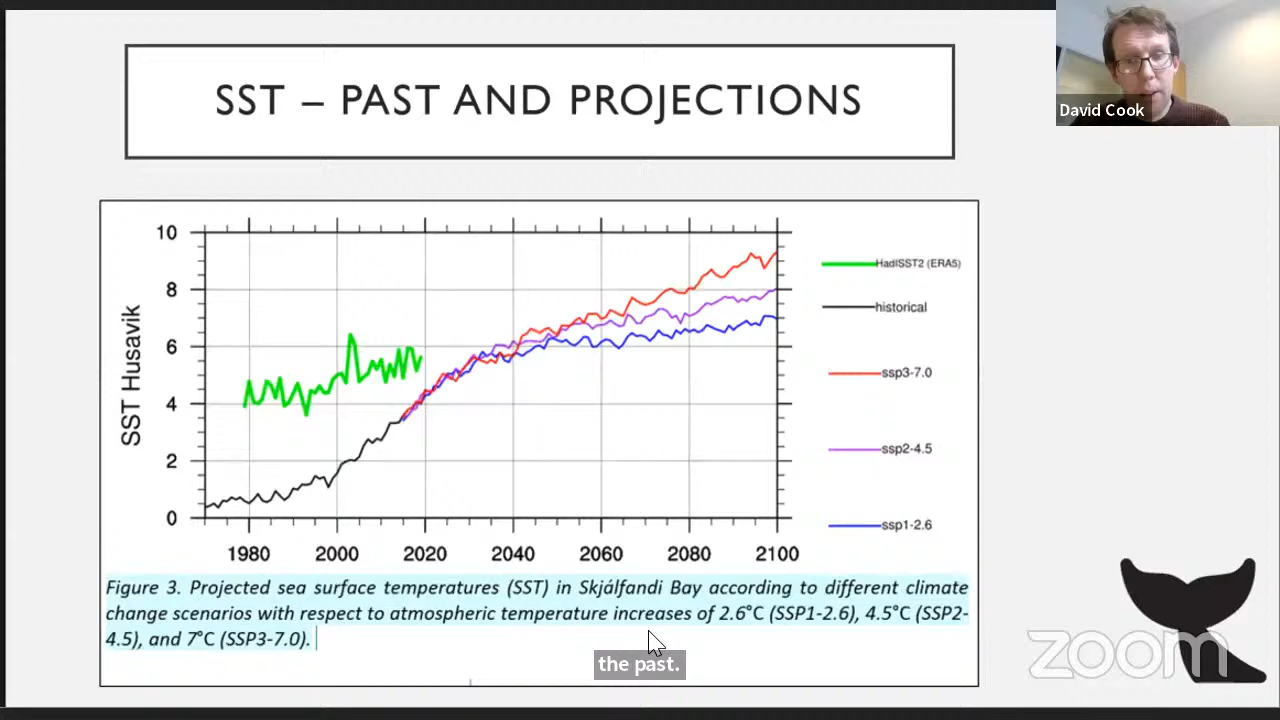 SST – PAST AND PROJECTIONS
David Cook
10
8
6
4
2
0
SST Husavik
1980 2000 2020 2040 2060 2080 2100
HadISST2 (ERA5)
historical
ssp3-7.0
ssp2-4.5
ssp1-2.6
Figure 3. Projected sea surface temperatures (SST) in Skjálfandi Bay according to different climate
change scenarios with respect to atmospheric temperature increases of 2.6°C (SSP1-2.6), 4.5°C (SSP2-
4.5), and 7°C (SSP3-7.0).
the past.
zoom